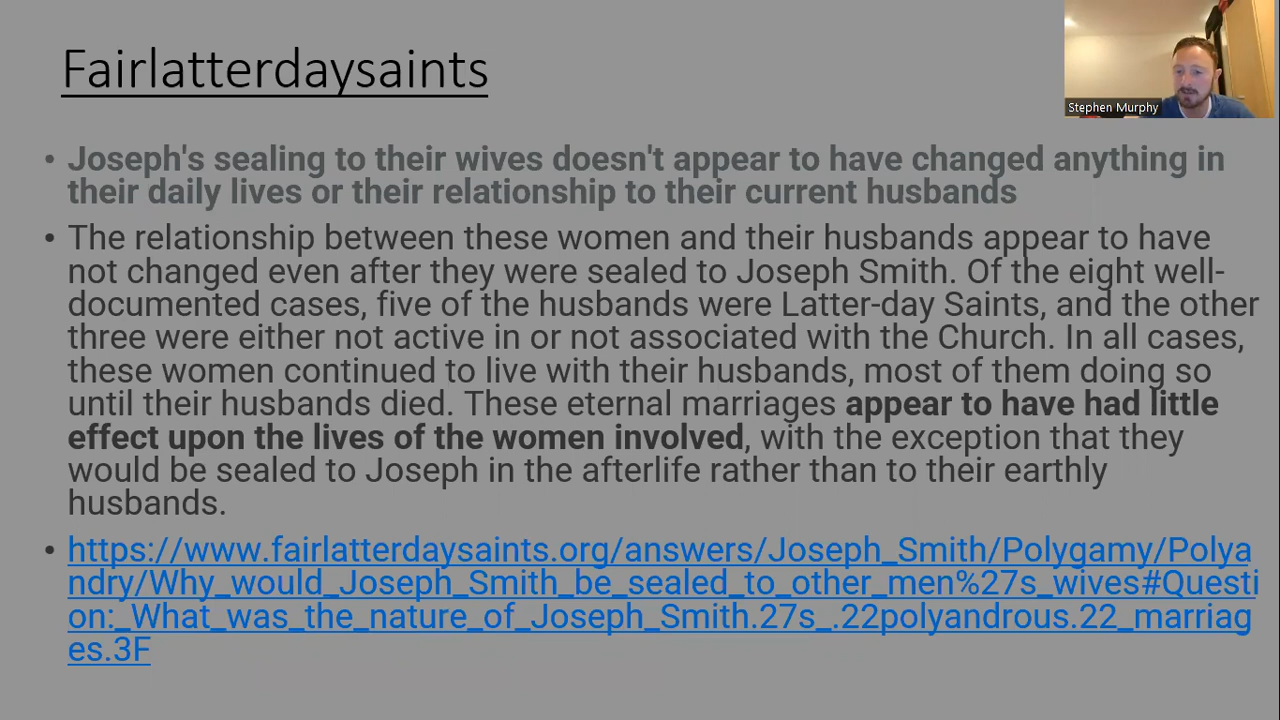 Fairlatterdaysaints
Stephen Murphy
• Joseph's sealing to their wives doesn't appear to have changed anything in
their daily lives or their relationship to their current husbands
• The relationship between these women and their husbands appear to have
not changed even after they were sealed to Joseph Smith. Of the eight well-
documented cases, five of the husbands were Latter-day Saints, and the other
three were either not active in or not associated with the Church. In all cases,
these women continued to live with their husbands, most of them doing so
until their husbands died. These eternal marriages appear to have had little
effect upon the lives of the women involved, with the exception that they
would be sealed to Joseph in the afterlife rather than to their earthly
husbands.
• https://www.fairlatterdaysaints.org/answers/Joseph_Smith/Polygamy/Polya
ndry/Why_would_Joseph_Smith_be_sealed_to_other_men%27s_wives#Questi
on:_What_was_the_nature_of_Joseph_Smith.27s_.22polyandrous.22_marriag
es.3F